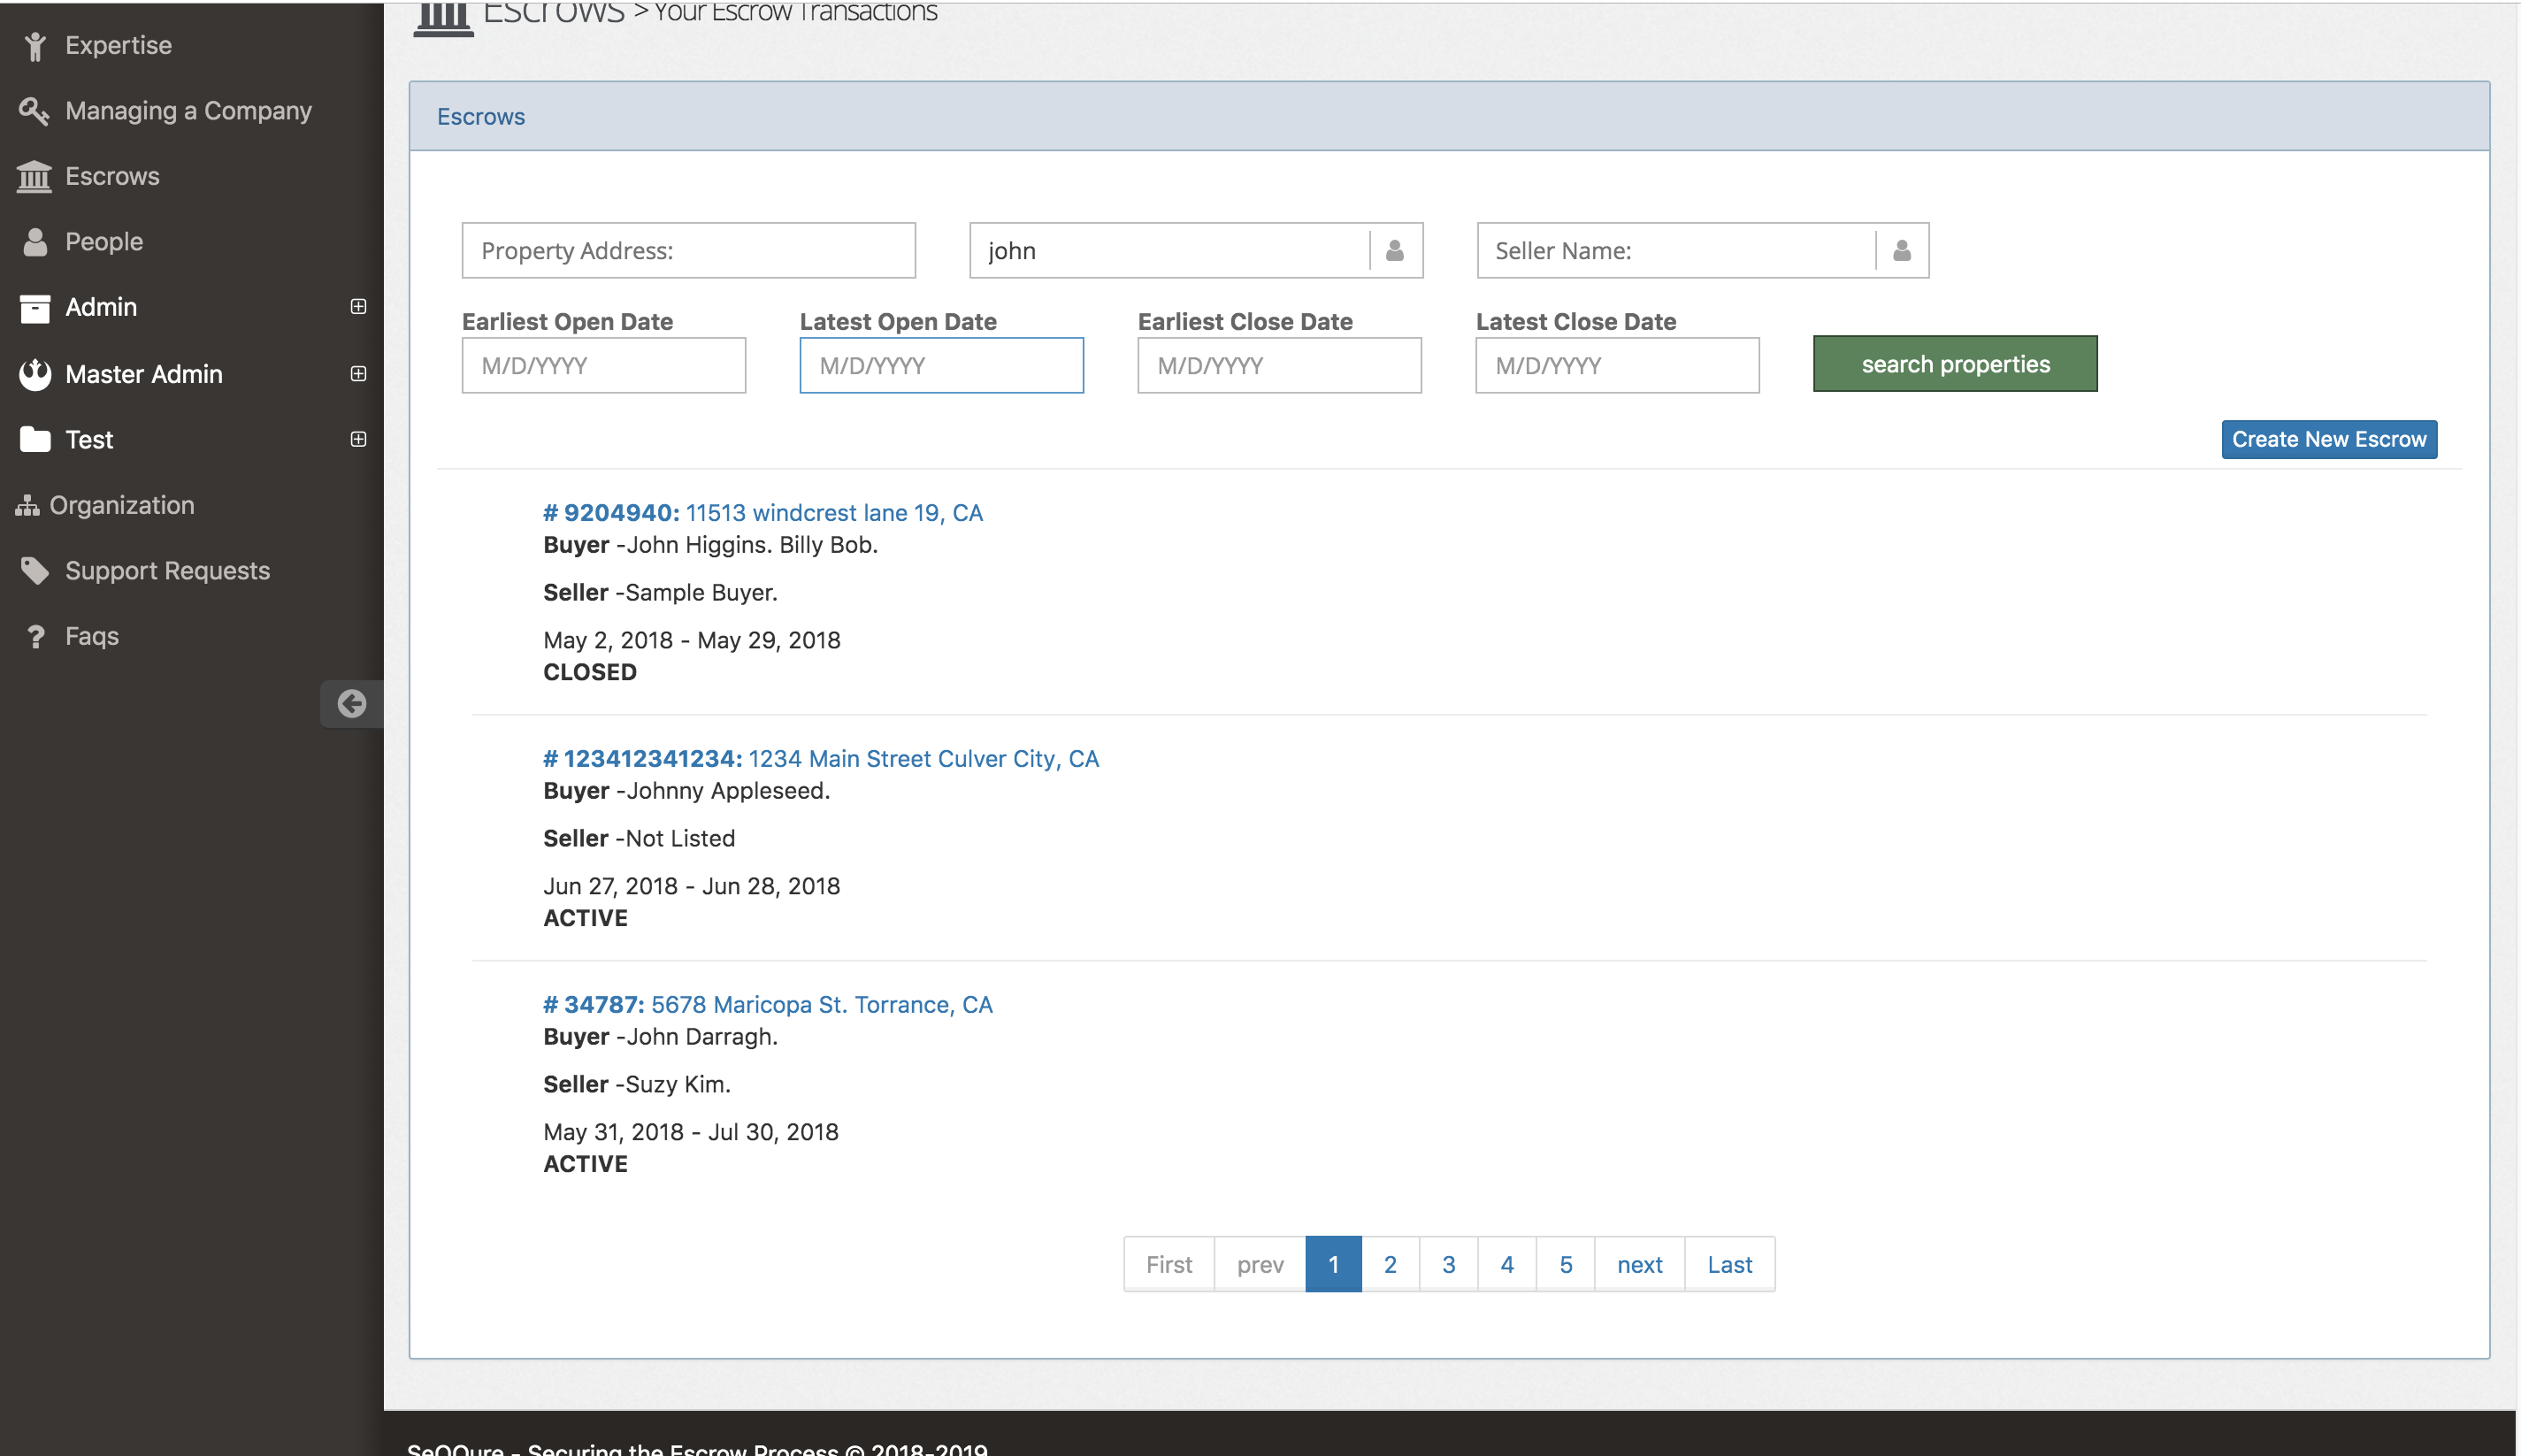 Escrows > Your Escrow Transactions
Expertise
Managing a Company
Escrows
People
Admin
Master Admin
Test
Organization
Support Requests
? Faqs
Escrows
Property Address:
john
Seller Name:
Earliest Open Date
Latest Open Date
Earliest Close Date
Latest Close Date
M/D/YYYY
M/D/YYYY
M/D/YYYY
M/D/YYYY
search properties
Create New Escrow
# 9204940: 11513 windcrest lane 19, CA
Buyer -John Higgins. Billy Bob.
Seller -Sample Buyer.
May 2, 2018 - May 29, 2018
CLOSED
# 123412341234: 1234 Main Street Culver City, CA
Buyer -Johnny Appleseed.
Seller -Not Listed
Jun 27, 2018 - Jun 28, 2018
ACTIVE
# 34787: 5678 Maricopa St. Torrance, CA
Buyer -John Darragh.
Seller -Suzy Kim.
May 31, 2018 - Jul 30, 2018
ACTIVE
First prev 1 2 3 4 5 next Last
SeQQure - Securing the Escrow Process © 2018-2019